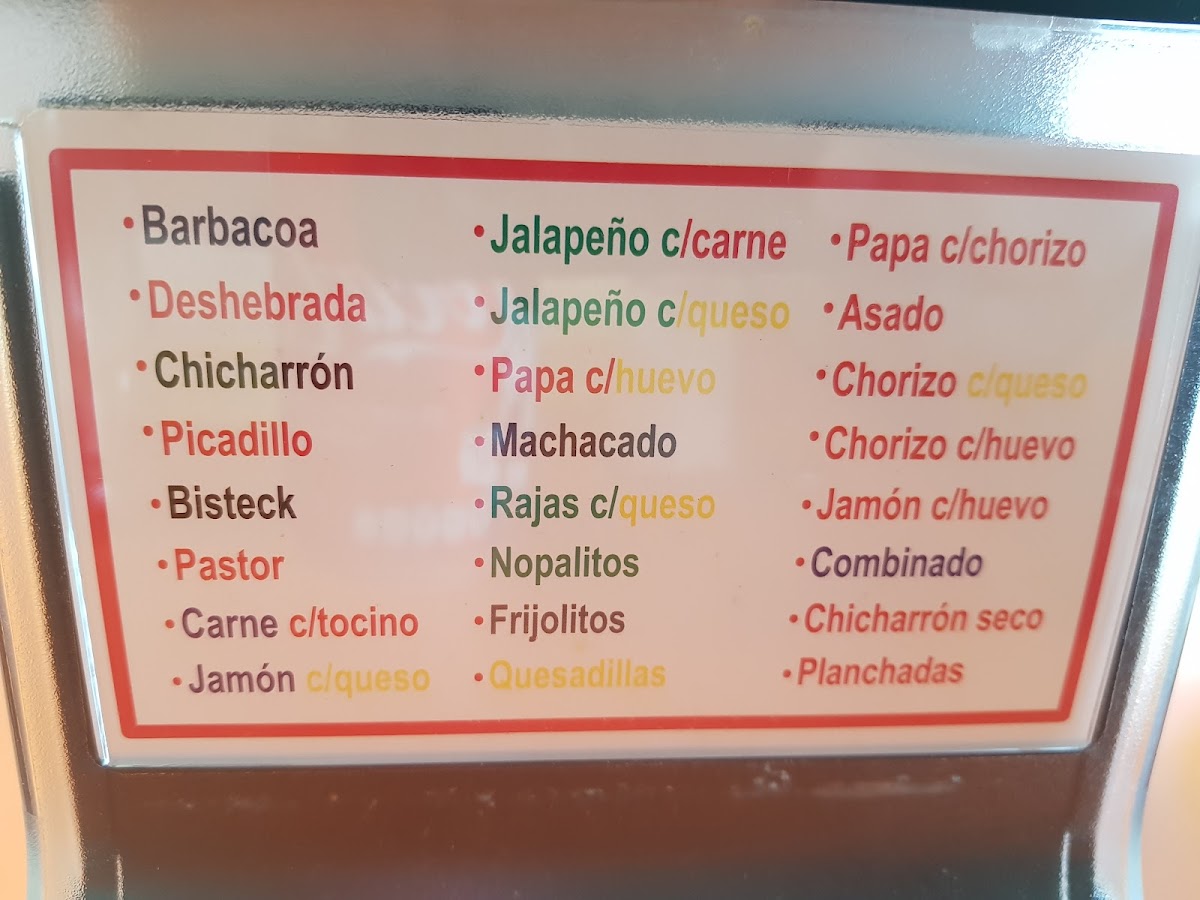 •Barbacoa
•Deshebrada
•Chicharrón
•Picadillo
•Bisteck
•Pastor
•Carne c/tocino
•Jamón c/queso
•Jalapeño c/carne
•Jalapeño c/queso
•Papa c/huevo
•Machacado
•Rajas c/queso
•Nopalitos
•Frijolitos
•Quesadillas
•Papa c/chorizo
•Asado
•Chorizo c/queso
•Chorizo c/huevo
•Jamón c/huevo
•Combinado
•Chicharrón seco
•Planchadas